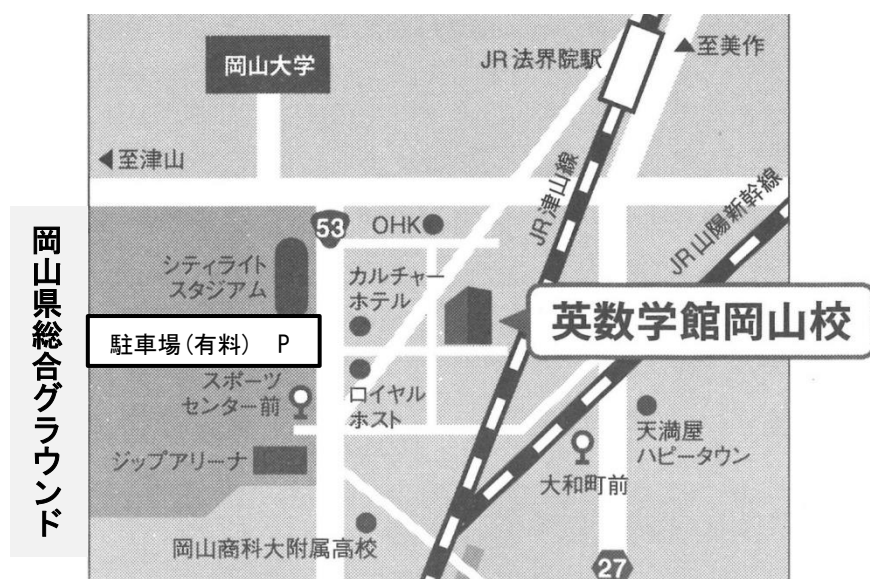 岡山大学
JR法界院駅
▲至美作
◀至津山
JR津山線
JR山陽新幹線
岡山県総合グラウンド
53
OHK
シティライト
スタジアム
カルチャー
ホテル
英数学館岡山校
駐車場(有料) P
スポーツ
センター前
ロイヤル
ホスト
天満屋
ハピータウン
ジップアリーナ
大和町前
岡山商科大附属高校
27